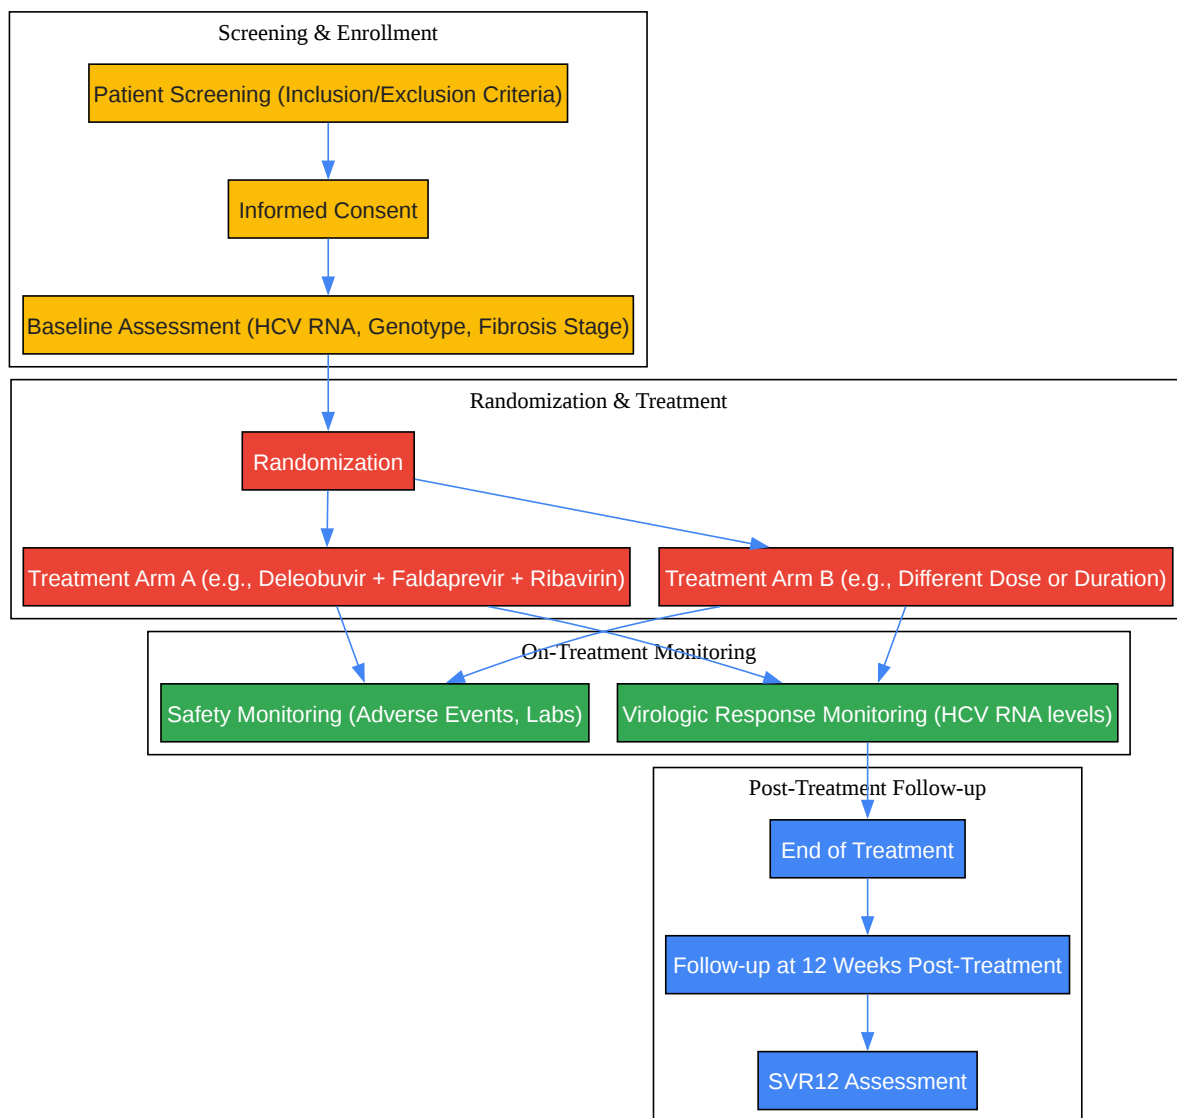 Screening & Enrollment
Patient Screening (Inclusion/Exclusion Criteria)
Informed Consent
Baseline Assessment (HCV RNA, Genotype, Fibrosis Stage)
Randomization & Treatment
Randomization
Treatment Arm A (e.g., Deleobuvir + Faldaprevir + Ribavirin)
Treatment Arm B (e.g., Different Dose or Duration)
On-Treatment Monitoring
Safety Monitoring (Adverse Events, Labs)
Virologic Response Monitoring (HCV RNA levels)
Post-Treatment Follow-up
End of Treatment
Follow-up at 12 Weeks Post-Treatment
SVR12 Assessment